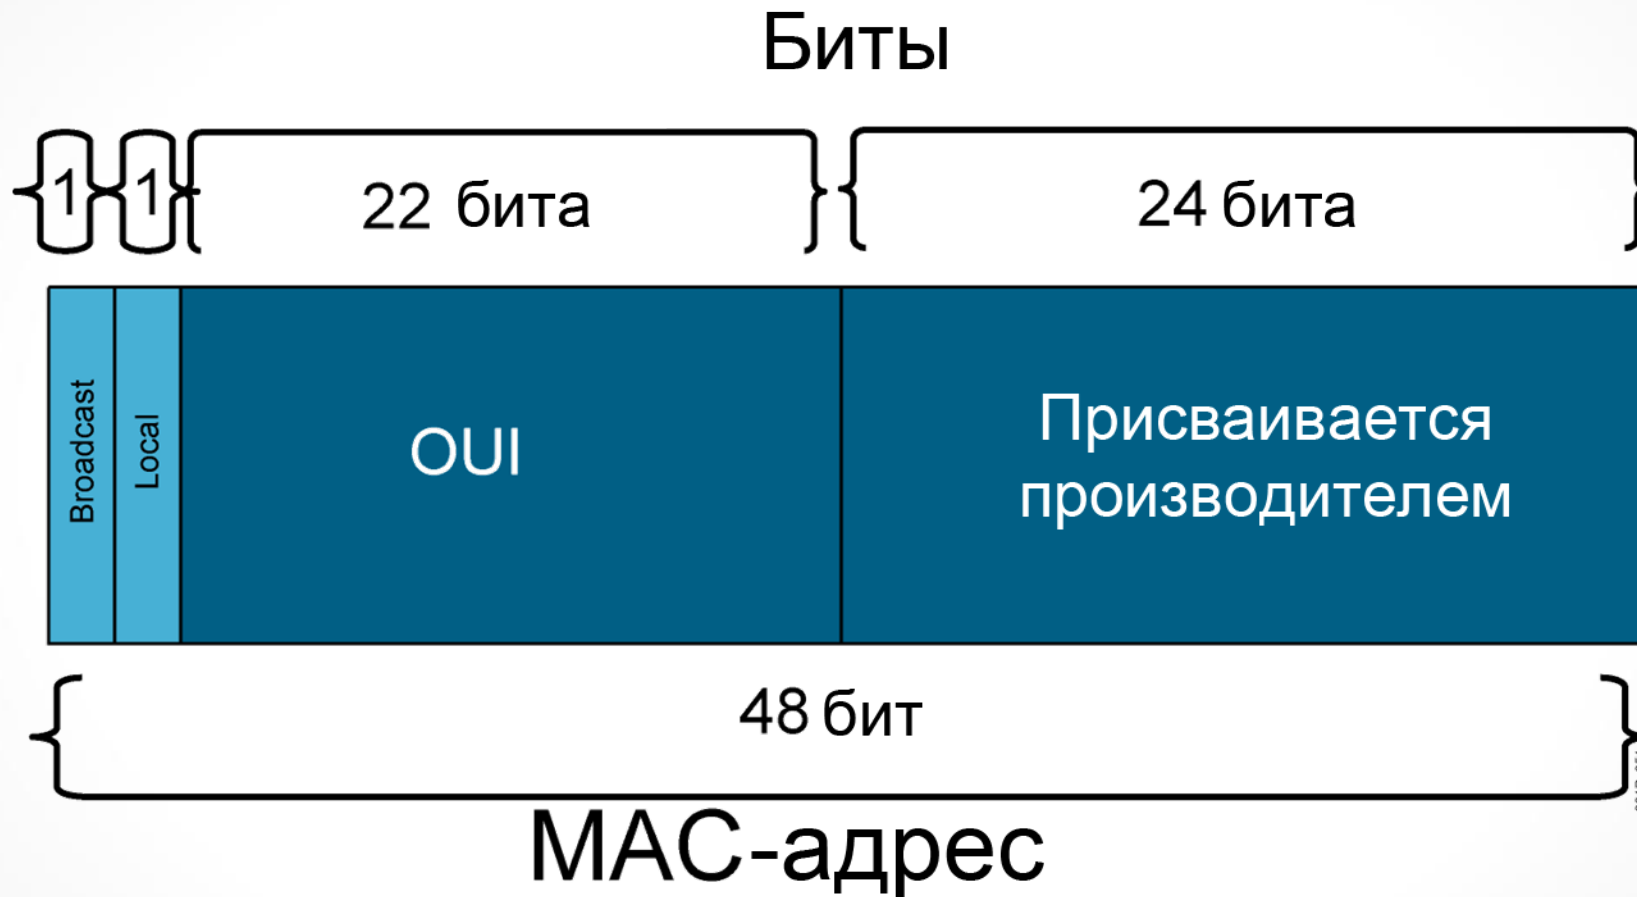 Биты
1
1
22 бита
24 бита
Broadcast
Local
OUI
Присваивается
производителем
48 бит
МАС-адрес